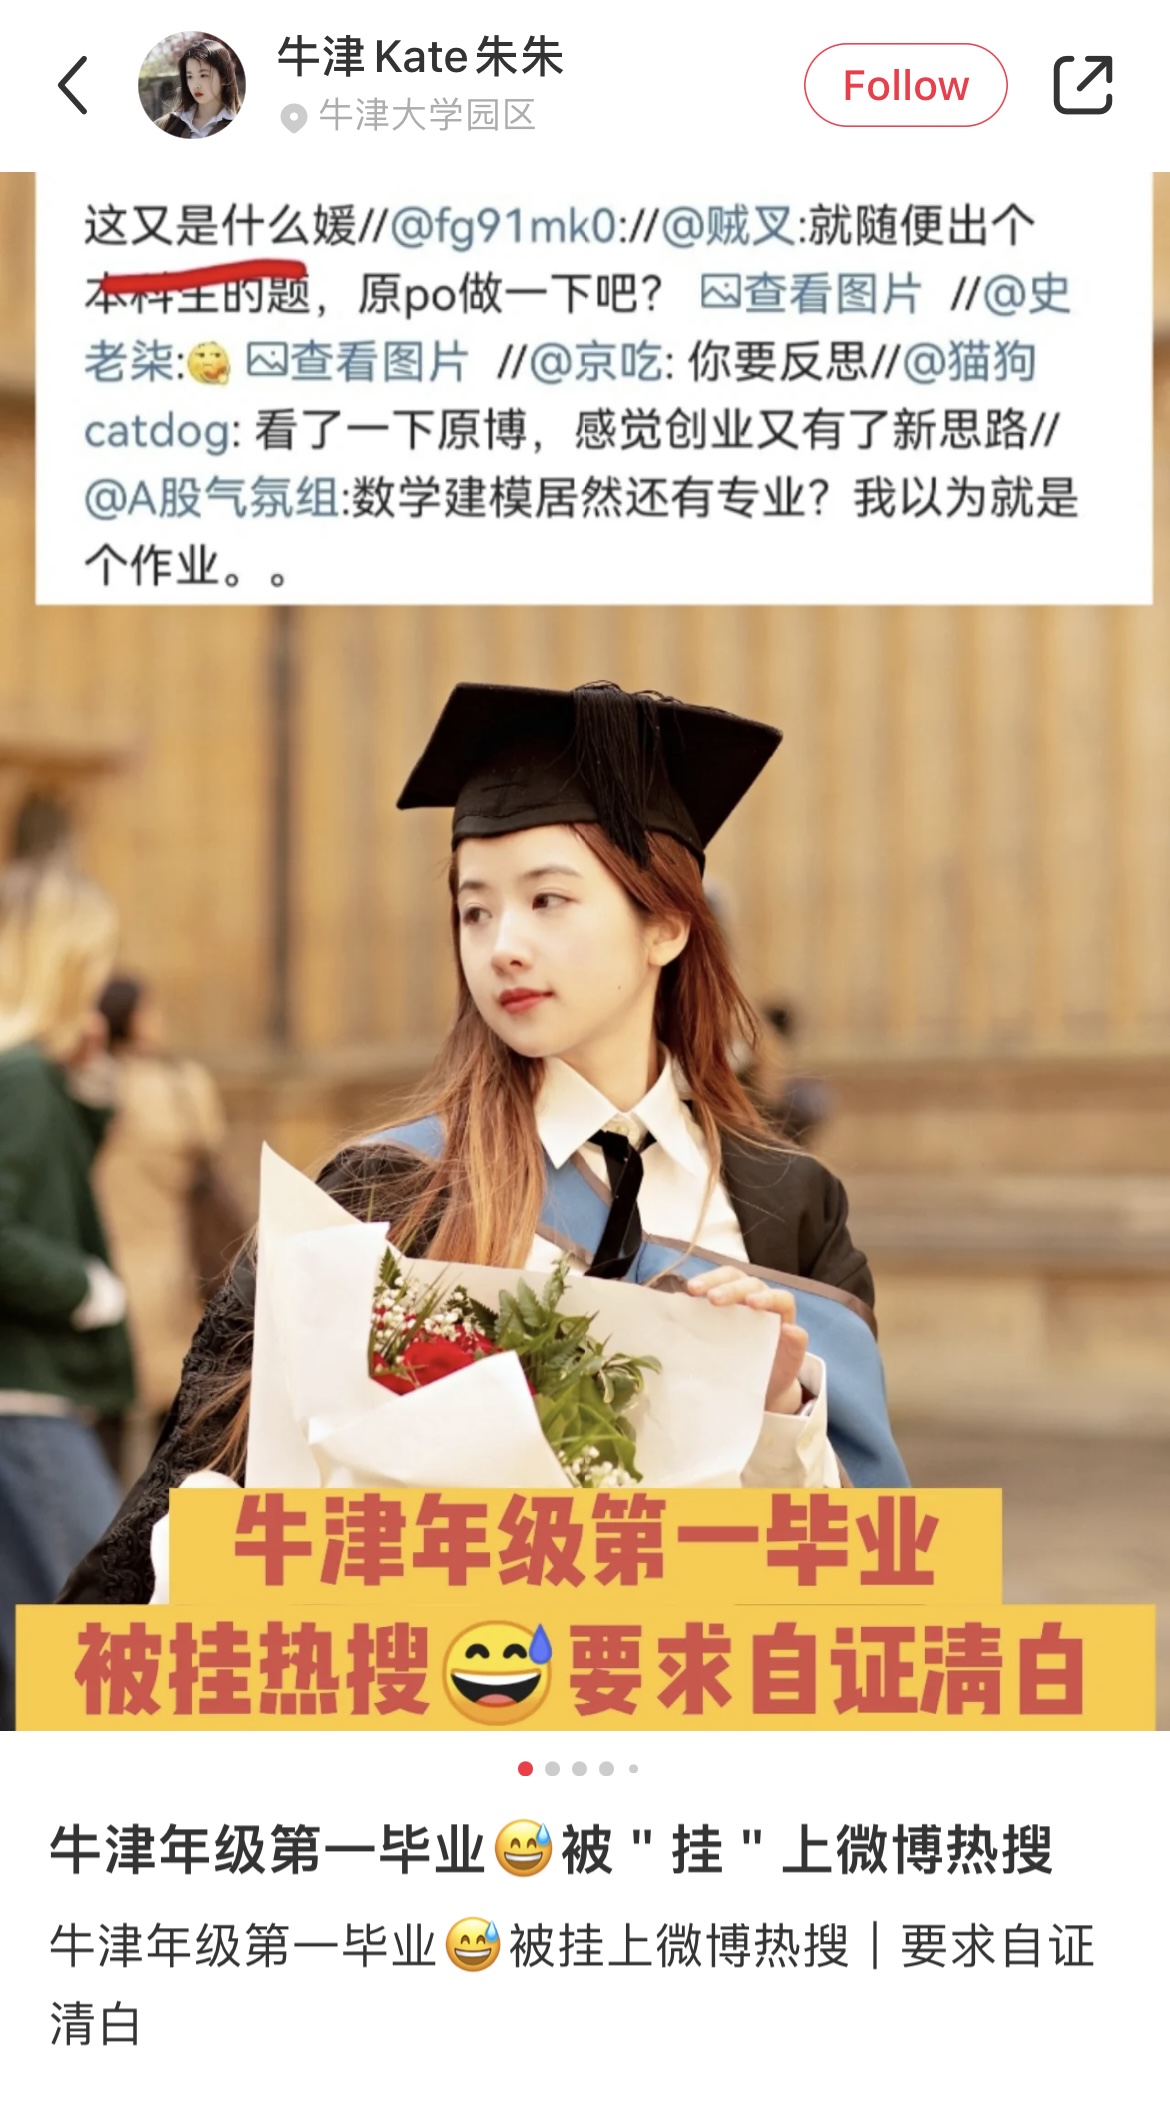 牛津Kate朱朱
牛津大学园区
Follow
这又是什么媛//@fg91mk0://@贼叉:就随便出个
本科生的题，原po做一下吧？ 查看图片 //@史
老柒:🤔 查看图片 //@京吃: 你要反思//@猫狗
catdog: 看了一下原博，感觉创业又有了新思路//
@A股气氛组:数学建模居然还有专业？我以为就是
个作业。。
牛津年级第一毕业
被挂热搜😅要求自证清白
牛津年级第一毕业😅被＂挂＂上微博热搜
牛津年级第一毕业😅被挂上微博热搜｜要求自证
清白